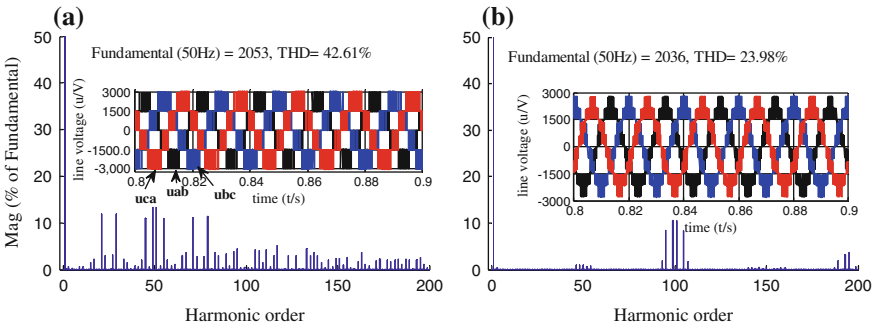 (a)
Fundamental (50Hz) = 2053, THD= 42.61%
Mag (% of Fundamental)
50
40
30
20
10
0
line voltage (u/V)
3000
1500
0
-1500.0
-3,000
0.8 0.82 0.84 0.86 0.88 0.9
uca uab ubc
time (t/s)
0 50 100 150 200
Harmonic order
(b)
Fundamental (50Hz) = 2036, THD= 23.98%
50
40
30
20
10
0
line voltage (u/V)
3000
1500
0
-1500
-3000
0.8 0.82 0.84 0.86 0.88 0.9
time (t/s)
0 50 100 150 200
Harmonic order